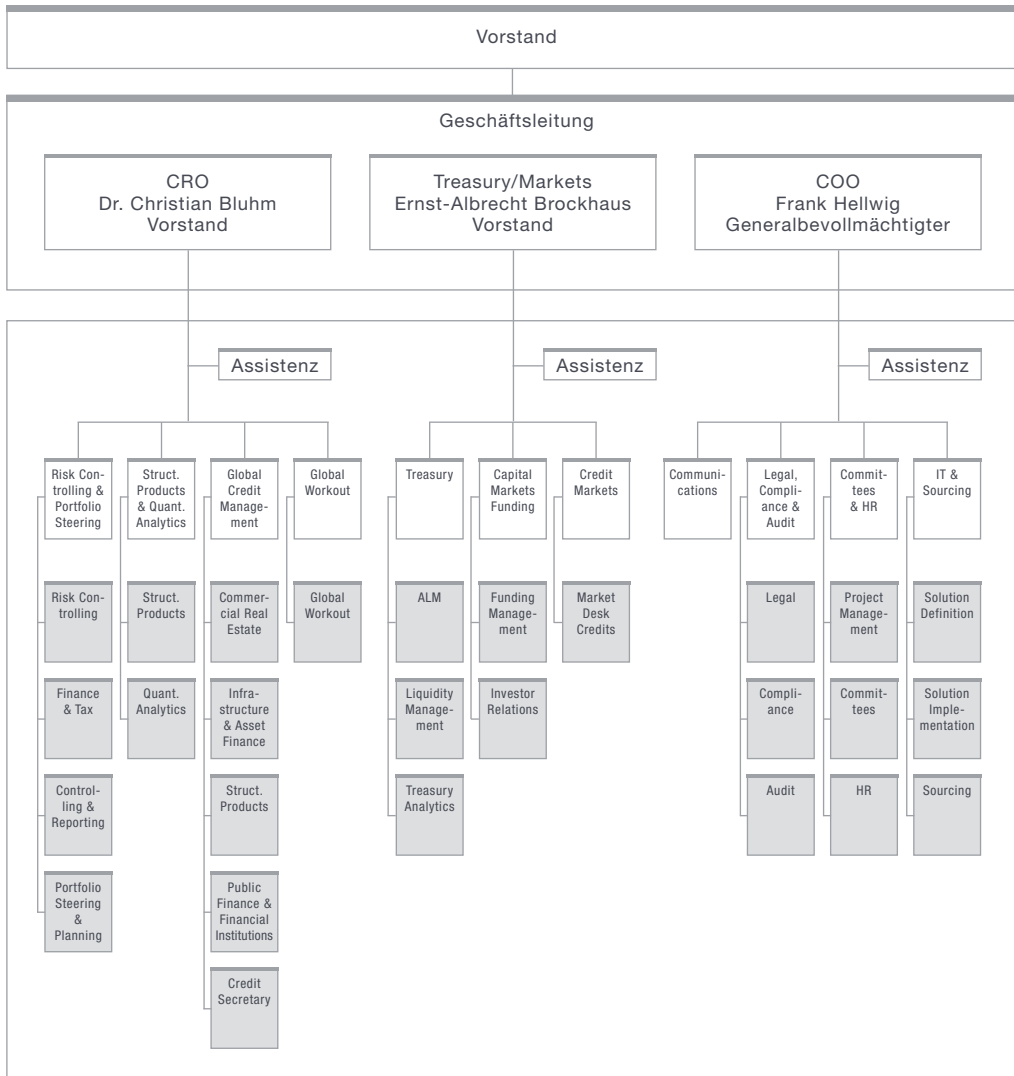 Vorstand
Geschäftsleitung
CRO
Dr. Christian Bluhm
Vorstand
Treasury/Markets
Ernst-Albrecht Brockhaus
Vorstand
COO
Frank Hellwig
Generalbevollmächtigter
Assistenz
Assistenz
Assistenz
Risk Con-
trolling &
Portfolio
Steering
Struct.
Products
& Quant.
Analytics
Global
Credit
Manage-
ment
Global
Workout
Treasury
Capital
Markets
Funding
Credit
Markets
Communi-
cations
Legal,
Compli-
ance &
Audit
Commit-
tees
& HR
IT &
Sourcing
Risk Con-
trolling
Struct.
Products
Commer-
cial Real
Estate
Global
Workout
ALM
Funding
Manage-
ment
Market
Desk
Credits
Legal
Project
Manage-
ment
Solution
Definition
Finance
& Tax
Quant.
Analytics
Infra-
structure
& Asset
Finance
Liquidity
Manage-
ment
Investor
Relations
Compli-
ance
Commit-
tees
Solution
Imple-
mentation
Control-
ling &
Reporting
Struct.
Products
Treasury
Analytics
Audit
HR
Sourcing
Portfolio
Steering
&
Planning
Public
Finance &
Financial
Institutions
Credit
Secretary